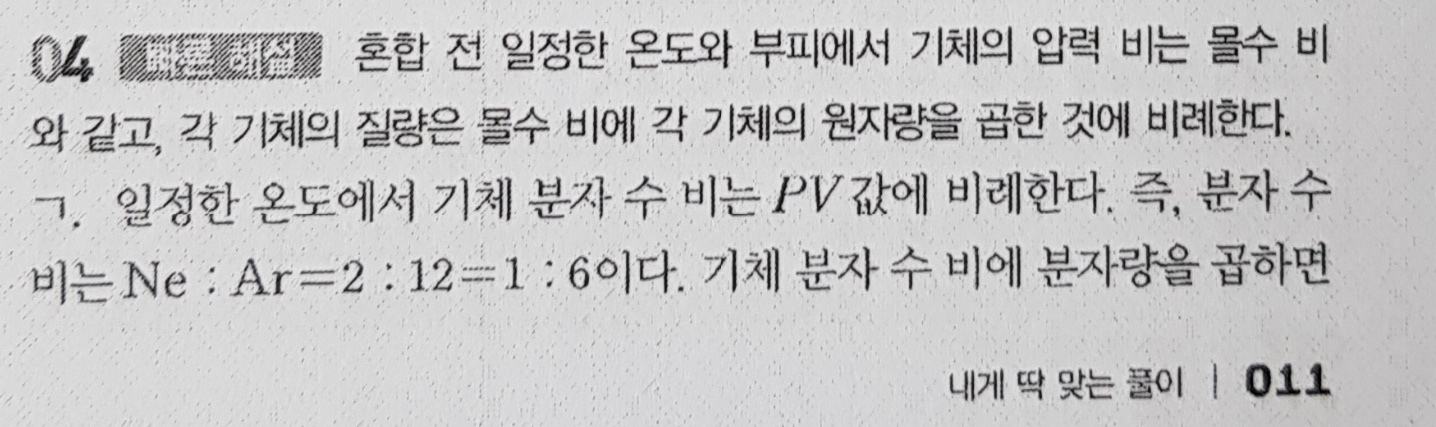 04 빠른 해설 혼합 전 일정한 온도와 부피에서 기체의 압력 비는 몰수 비
와 같고, 각 기체의 질량은 몰수 비에 각 기체의 원자량을 곱한 것에 비례한다.
ㄱ. 일정한 온도에서 기체 분자 수 비는 PV값에 비례한다. 즉, 분자 수
비는 Ne : Ar=2 : 12=1 : 6이다. 기체 분자 수 비에 분자량을 곱하면
내게 딱 맞는 풀이 | 011